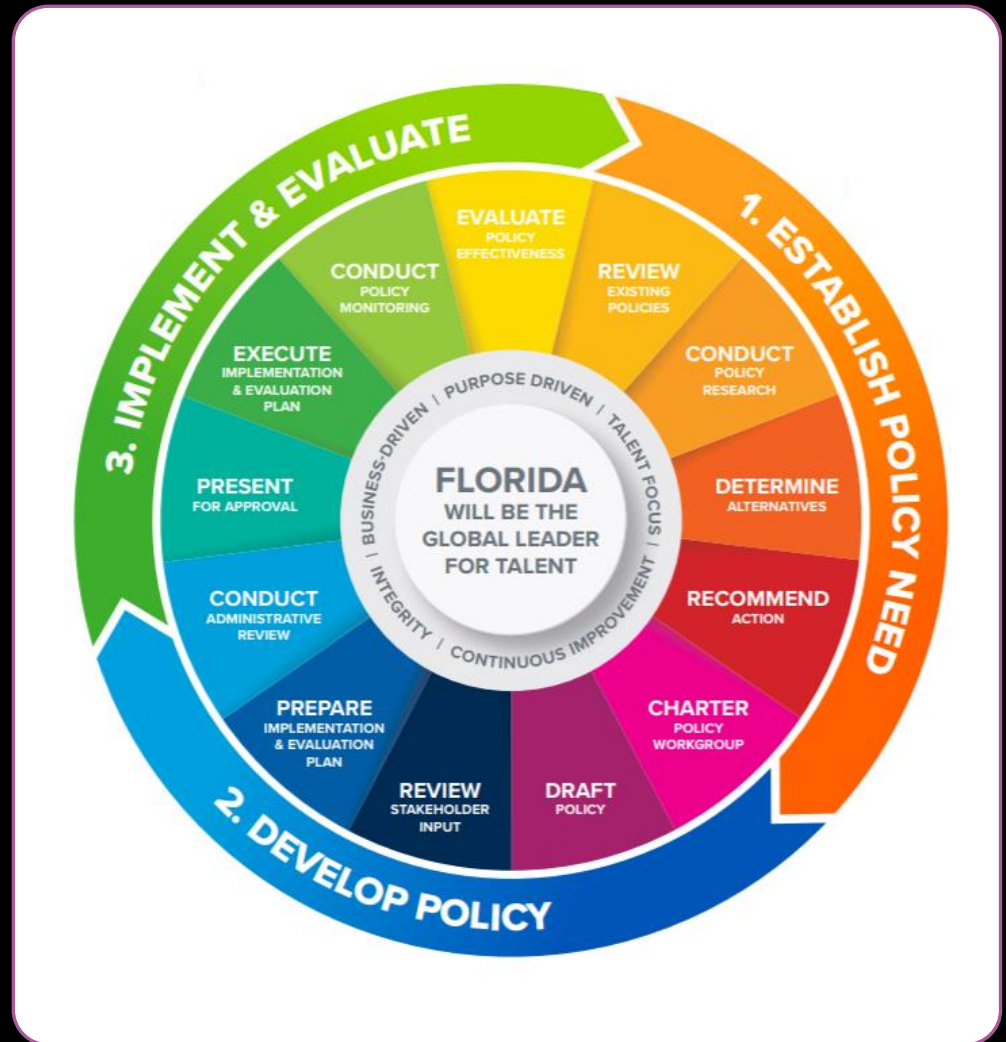 1. ESTABLISH POLICY NEED
2. DEVELOP POLICY
3. IMPLEMENT & EVALUATE
REVIEW
EXISTING
POLICIES
CONDUCT
POLICY
RESEARCH
DETERMINE
ALTERNATIVES
RECOMMEND
ACTION
CHARTER
POLICY
WORKGROUP
DRAFT
POLICY
REVIEW
STAKEHOLDER
INPUT
PREPARE
IMPLEMENTATION
& EVALUATION
PLAN
CONDUCT
ADMINISTRATIVE
REVIEW
PRESENT
FOR APPROVAL
EXECUTE
IMPLEMENTATION
& EVALUATION
PLAN
CONDUCT
POLICY
MONITORING
EVALUATE
POLICY
EFFECTIVENESS
PURPOSE DRIVEN | TALENT FOCUS | CONTINUOUS IMPROVEMENT | INTEGRITY | BUSINESS-DRIVEN |
FLORIDA
WILL BE THE
GLOBAL LEADER
FOR TALENT